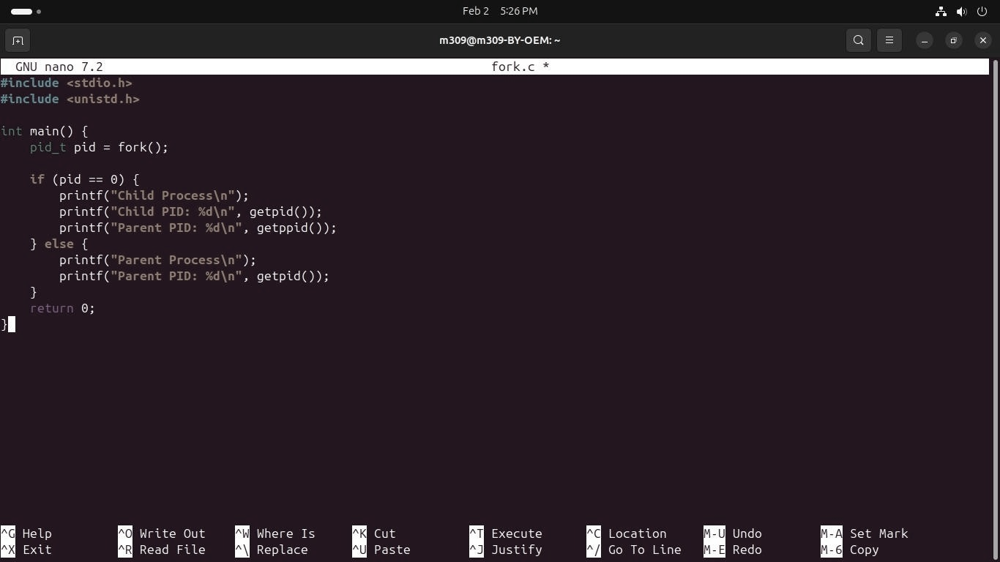 Feb 2 5:26 PM
m309@m309-BY-OEM: ~
GNU nano 7.2 fork.c *
#include <stdio.h>
#include <unistd.h>

int main() {
    pid_t pid = fork();

    if (pid == 0) {
        printf("Child Process\n");
        printf("Child PID: %d\n", getpid());
        printf("Parent PID: %d\n", getppid());
    } else {
        printf("Parent Process\n");
        printf("Parent PID: %d\n", getpid());
    }
    return 0;
}
^G Help ^O Write Out ^W Where Is ^K Cut ^T Execute ^C Location M-U Undo M-A Set Mark
^X Exit ^R Read File ^\ Replace ^U Paste ^J Justify ^/ Go To Line M-E Redo M-6 Copy